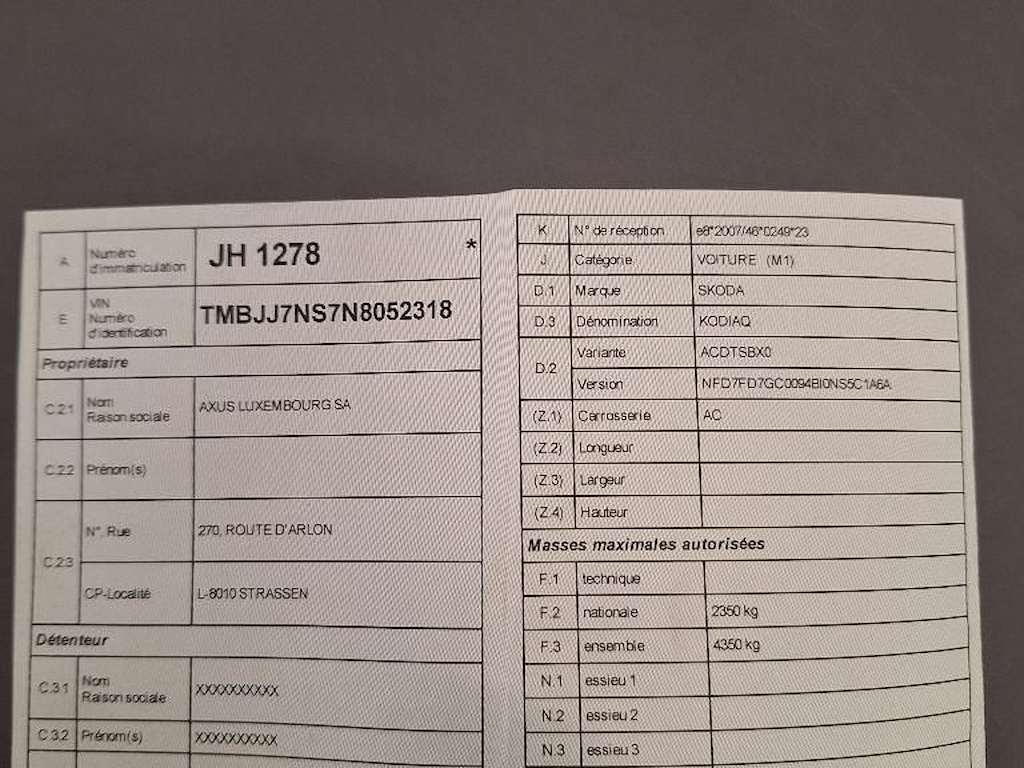 A Numéro d'immatriculation JH 1278 *
E VIN Numéro d'identification TMBJJ7NS7N8052318
Propriétaire
C.2.1 Nom Raison sociale AXUS LUXEMBOURG SA
C.2.2 Prénom(s)
C.2.3 N°, Rue 270, ROUTE D'ARLON
CP-Localité L-8010 STRASSEN
Détenteur
C.3.1 Nom Raison sociale XXXXXXXXXX
C.3.2 Prénom(s) XXXXXXXXXX
K N° de réception e8*2007/46*0249*23
J Catégorie VOITURE (M1)
D.1 Marque SKODA
D.3 Dénomination KODIAQ
D.2 Variante ACDTSBX0
Version NFD7FD7GC0094BI0NS5C1A6A
(Z.1) Carrosserie AC
(Z.2) Longueur
(Z.3) Largeur
(Z.4) Hauteur
Masses maximales autorisées
F.1 technique
F.2 nationale 2350 kg
F.3 ensemble 4350 kg
N.1 essieu 1
N.2 essieu 2
N.3 essieu 3